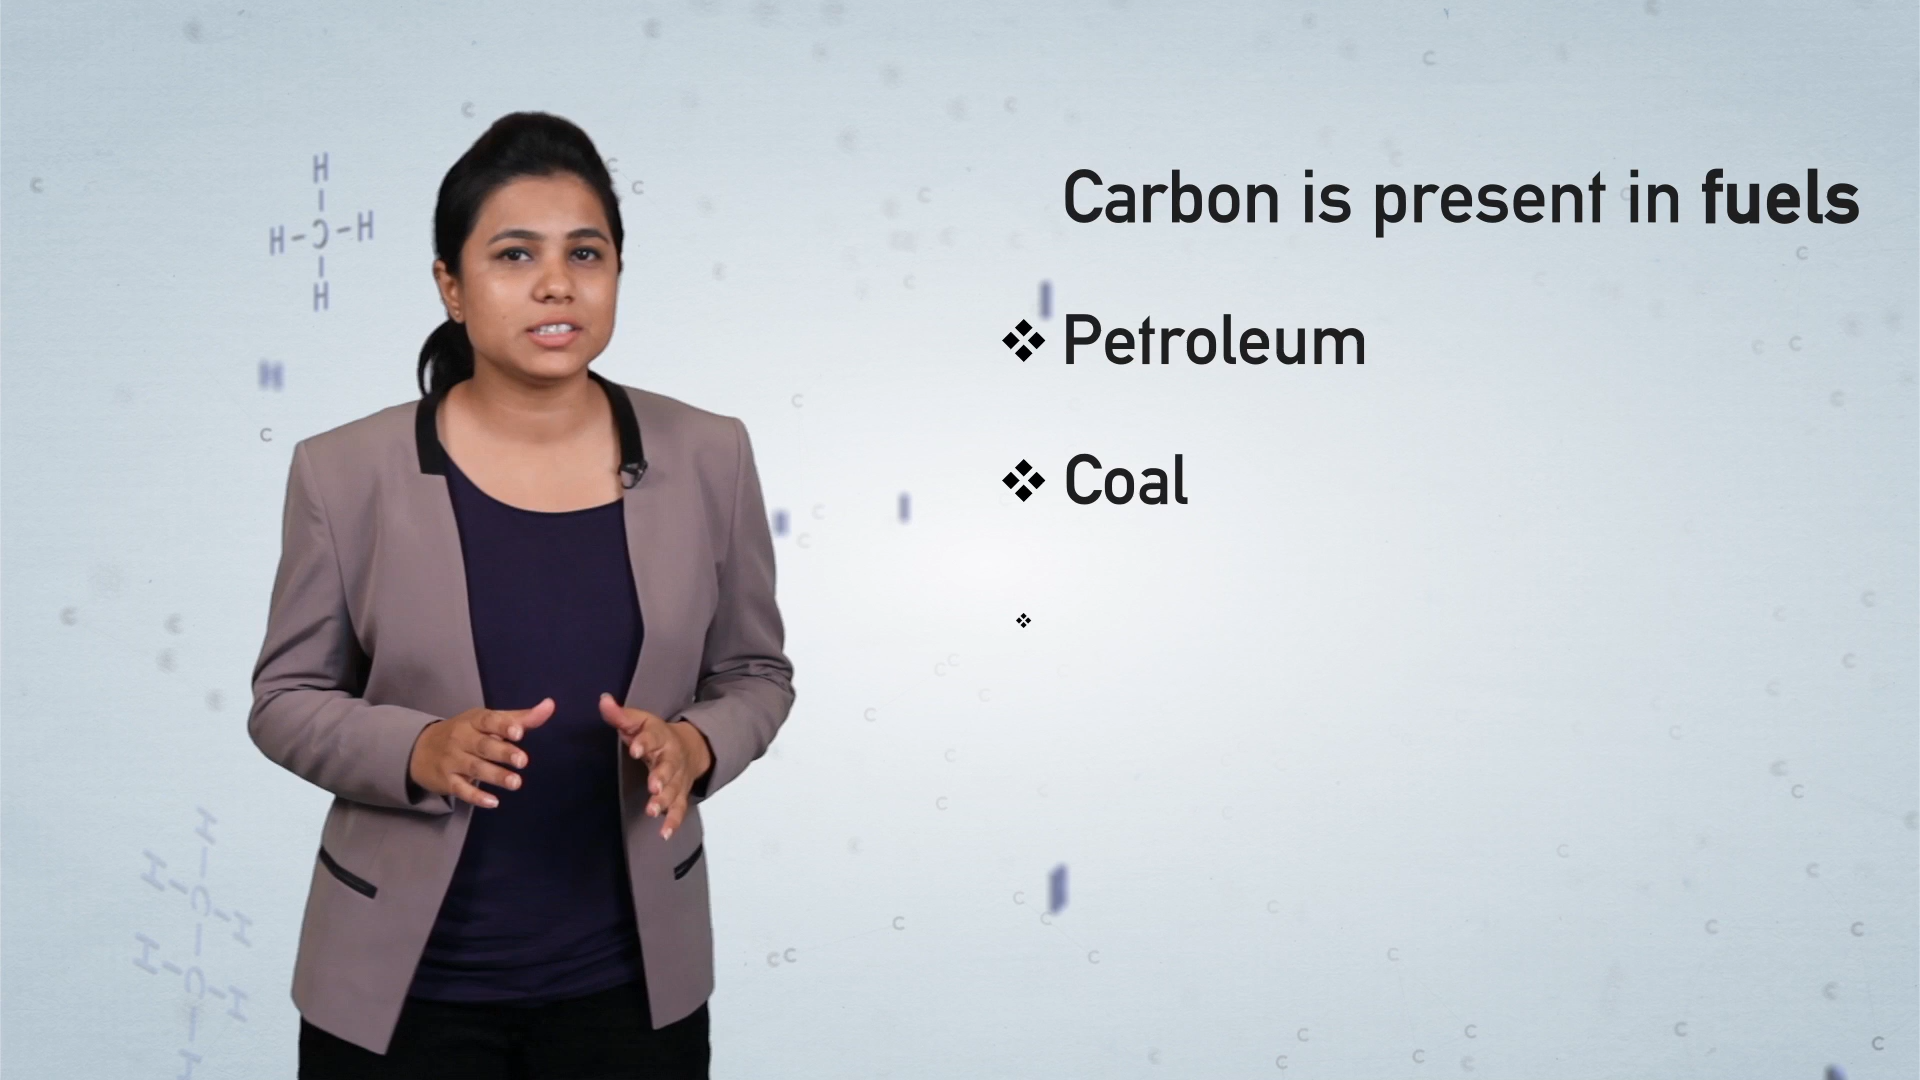 Carbon is present in fuels
❖ Petroleum
❖ Coal
❖